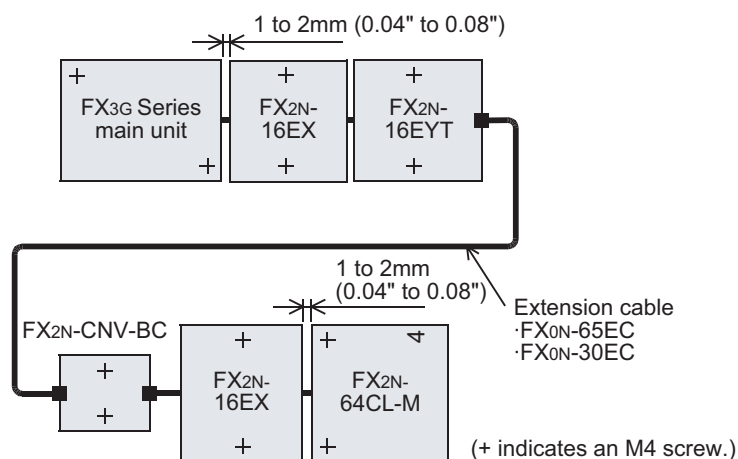 1 to 2mm (0.04" to 0.08")
FX3G Series
main unit
FX2N-
16EX
FX2N-
16EYT
1 to 2mm
(0.04" to 0.08")
Extension cable
·FX0N-65EC
·FX0N-30EC
FX2N-CNV-BC
FX2N-
16EX
4
FX2N-
64CL-M
(+ indicates an M4 screw.)